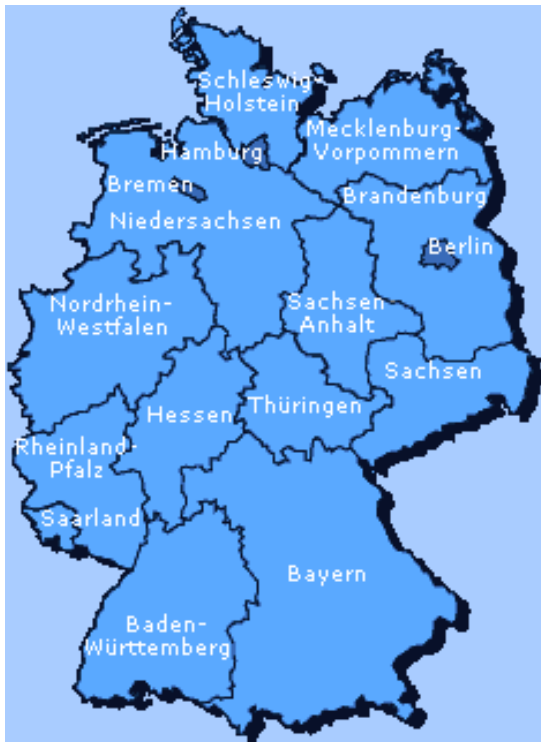 Schleswig-
Holstein
Mecklenburg-
Vorpommern
Hamburg
Bremen
Brandenburg
Niedersachsen
Berlin
Nordrhein-
Westfalen
Sachsen
Anhalt
Sachsen
Hessen
Thüringen
Rheinland-
Pfalz
Saarland
Bayern
Baden-
Württemberg